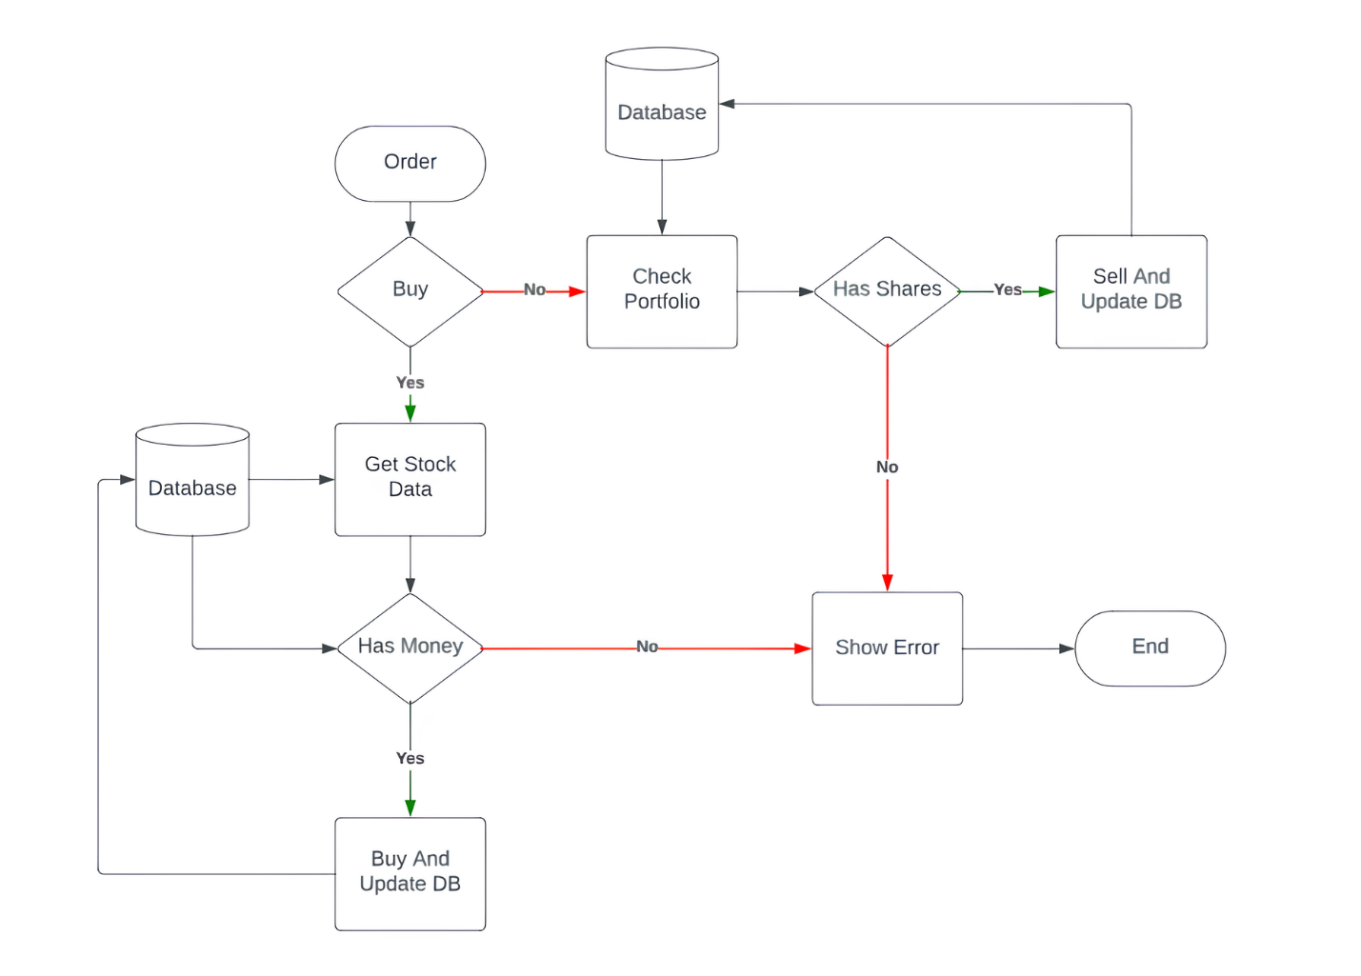 Database
Order
Buy
No
Check
Portfolio
Has Shares
Yes
Sell And
Update DB
Yes
Database
Get Stock
Data
No
Has Money
No
Show Error
End
Yes
Buy And
Update DB